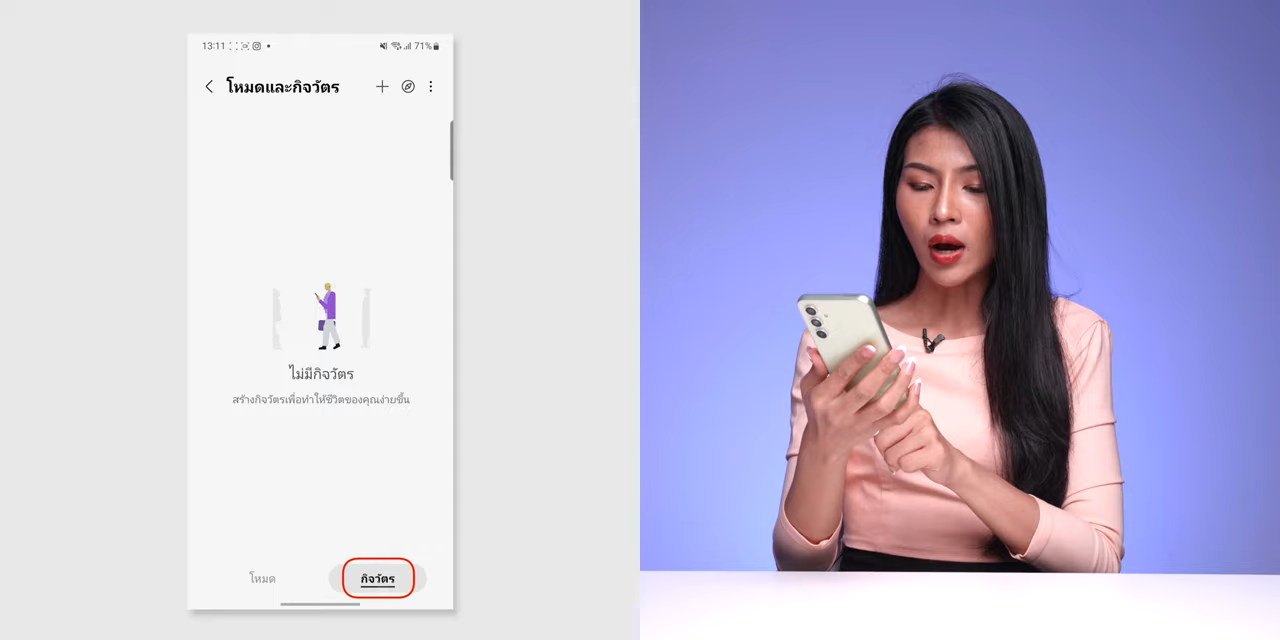 13:11
71%
โหมดและกิจวัตร
ไม่มีกิจวัตร
สร้างกิจวัตรเพื่อทำให้ชีวิตของคุณง่ายขึ้น
โหมด
กิจวัตร